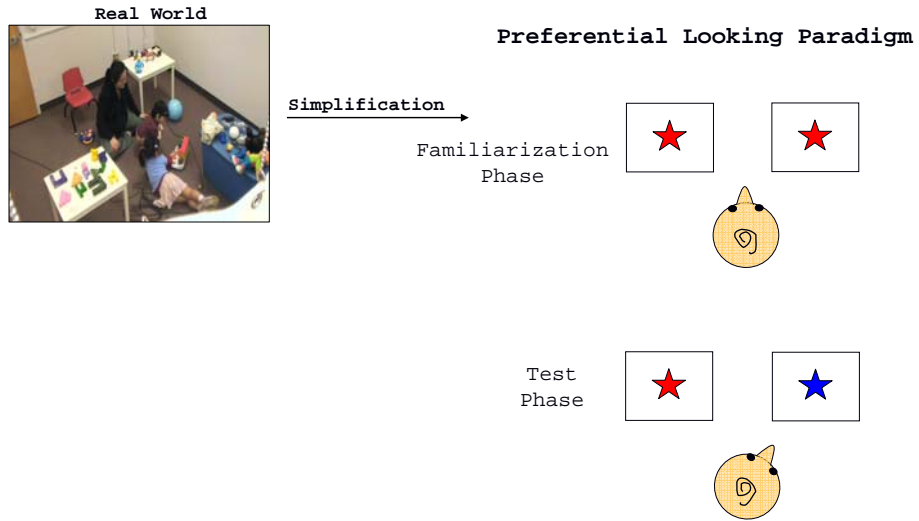 Real World
Preferential Looking Paradigm
Simplification
Familiarization
Phase
Test
Phase